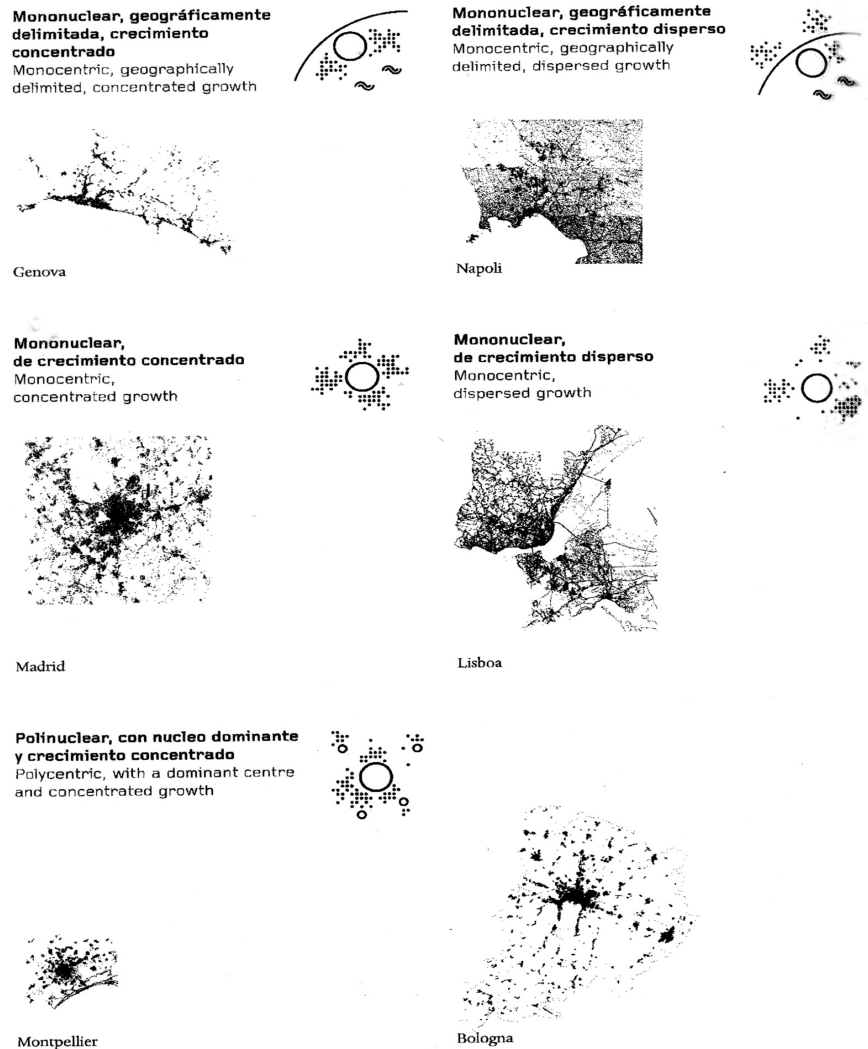 Mononuclear, geográficamente
delimitada, crecimiento
concentrado
Monocentric, geographically
delimited, concentrated growth
Genova
Mononuclear, geográficamente
delimitada, crecimiento disperso
Monocentric, geographically
delimited, dispersed growth
Napoli
Mononuclear,
de crecimiento concentrado
Monocentric,
concentrated growth
Madrid
Mononuclear,
de crecimiento disperso
Monocentric,
dispersed growth
Lisboa
Polinuclear, con nucleo dominante
y crecimiento concentrado
Polycentric, with a dominant centre
and concentrated growth
Montpellier
Bologna